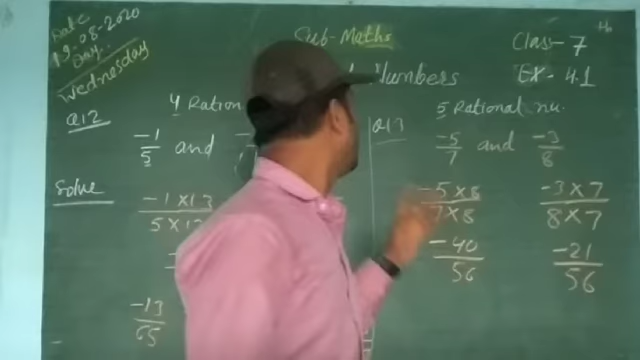 Date
19-08-2020
Day..
Wednesday
Sub-Maths
Class-7
Numbers
EX-4.1
Q12
4 Ration
-1/5 and
Solve
-1×13
5×13
-13/65
5 Rational nu.
Q13
-5/7 and -3/8
-5×8/7×8 -3×7/8×7
-40/56 -21/56